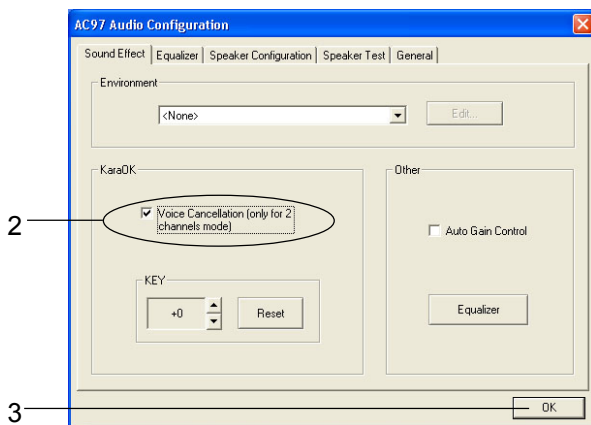 AC97 Audio Configuration
Sound Effect Equalizer Speaker Configuration Speaker Test General
Environment
<None>
Edit...
KaraOK
Other
2
Voice Cancellation (only for 2
channels mode)
Auto Gain Control
KEY
+0
Reset
Equalizer
3
OK